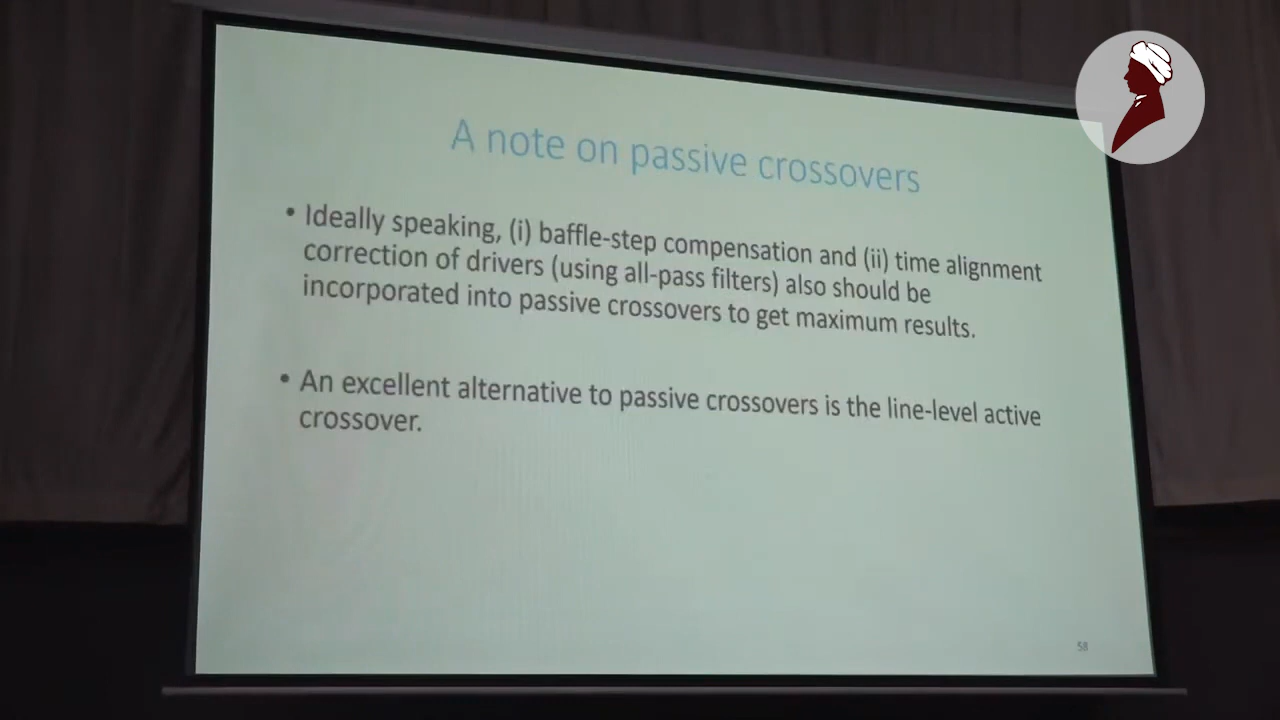 A note on passive crossovers
• Ideally speaking, (i) baffle-step compensation and (ii) time alignment
correction of drivers (using all-pass filters) also should be
incorporated into passive crossovers to get maximum results.
• An excellent alternative to passive crossovers is the line-level active
crossover.
58